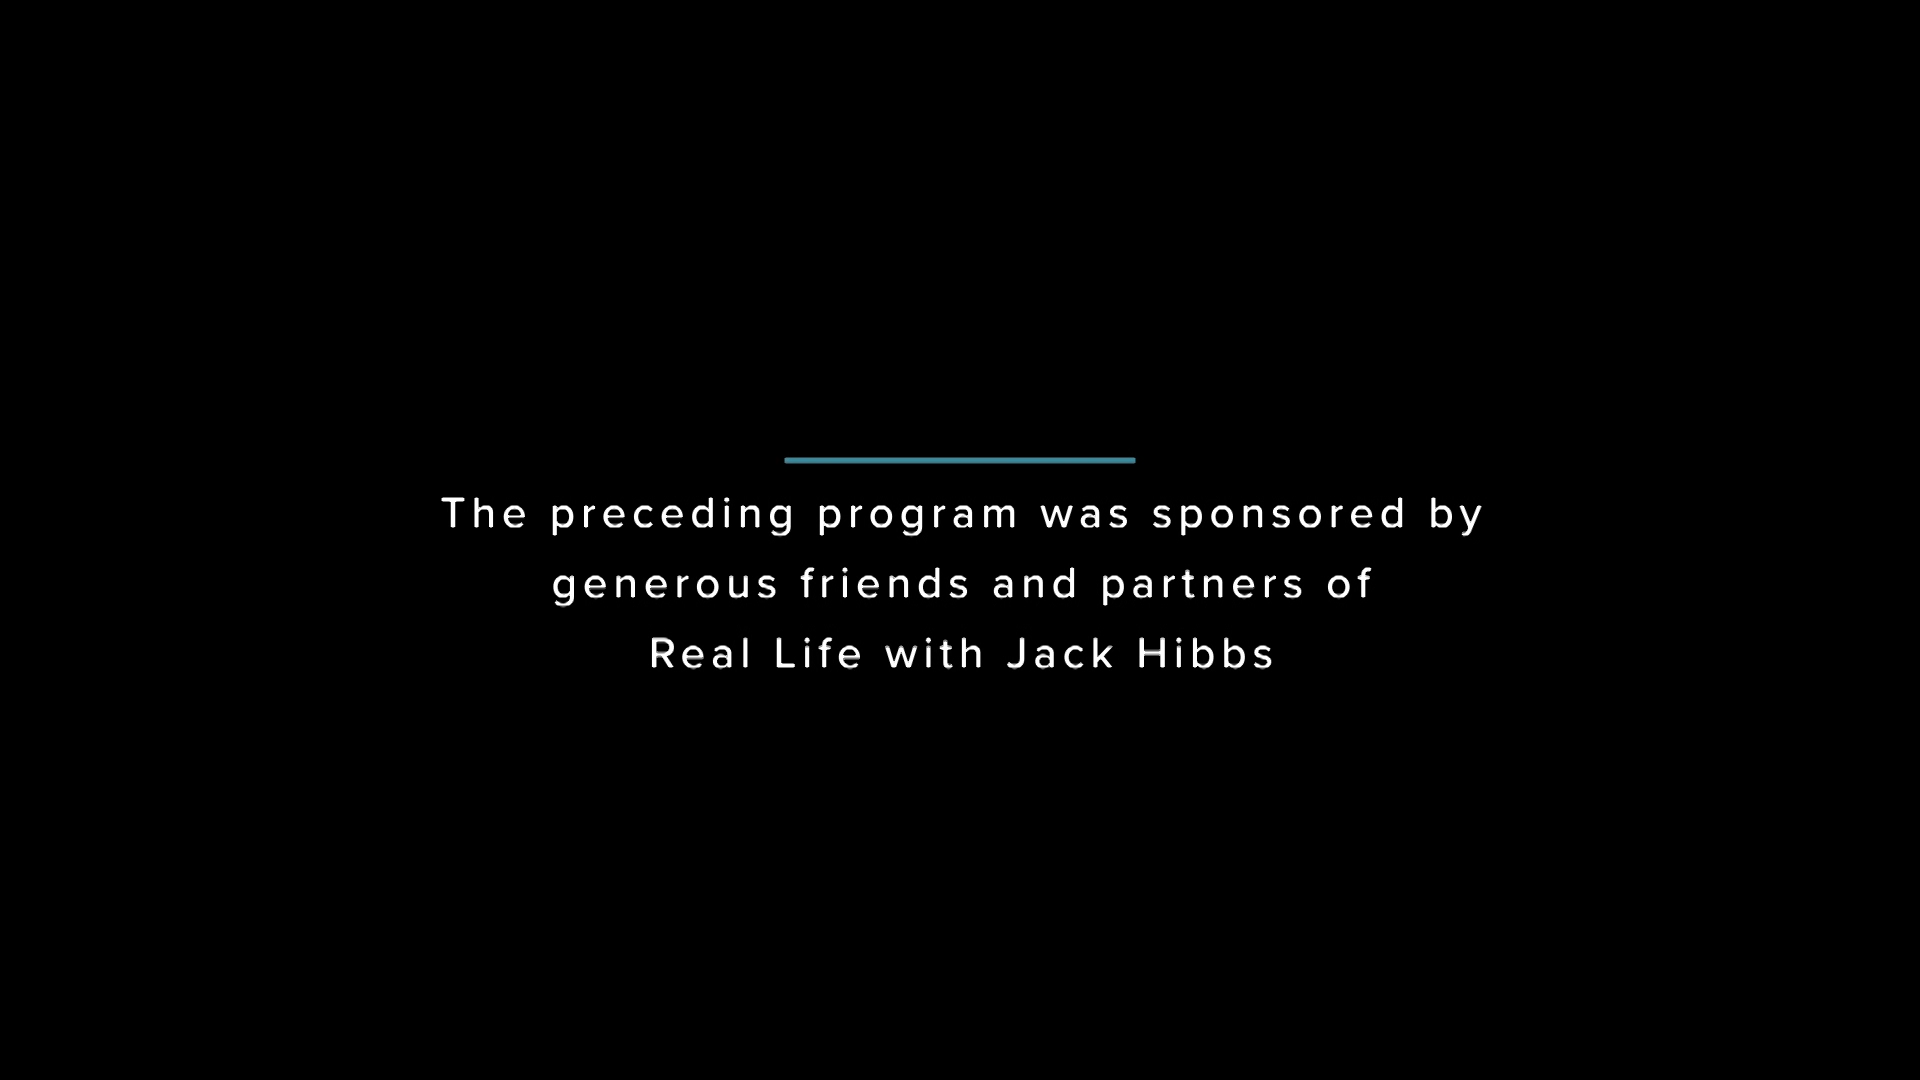 The preceding program was sponsored by
generous friends and partners of
Real Life with Jack Hibbs